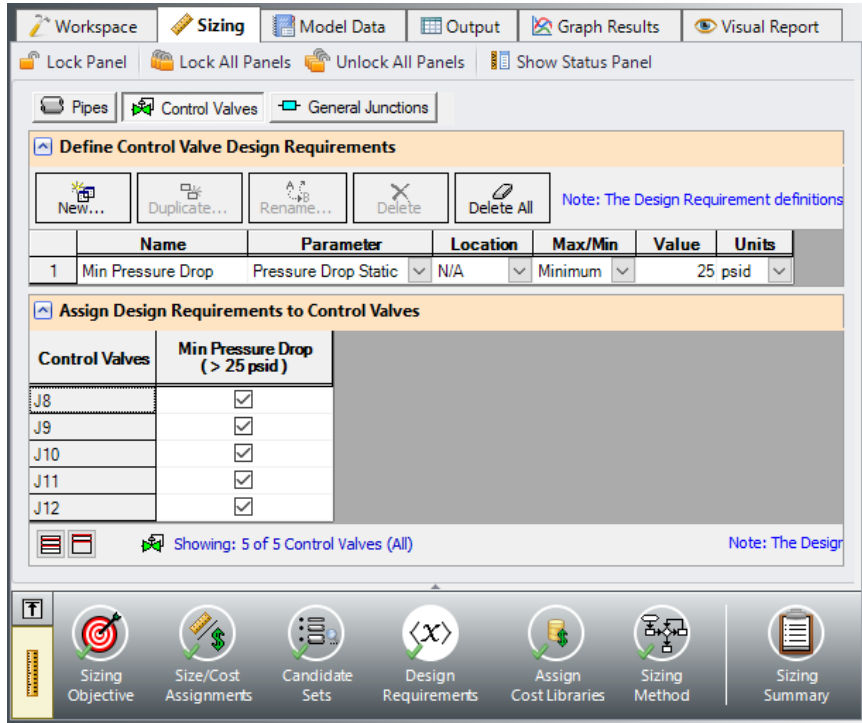 Workspace Sizing Model Data Output Graph Results Visual Report
Lock Panel Lock All Panels Unlock All Panels Show Status Panel
Pipes Control Valves General Junctions
Define Control Valve Design Requirements
New... Duplicate... Rename... Delete Delete All Note: The Design Requirement definitions
Name Parameter Location Max/Min Value Units
1 Min Pressure Drop Pressure Drop Static N/A Minimum 25 psid
Assign Design Requirements to Control Valves
Control Valves Min Pressure Drop
( > 25 psid )
J8
J9
J10
J11
J12
Showing: 5 of 5 Control Valves (All) Note: The Design
Sizing Size/Cost Candidate Design Assign Sizing Sizing
Objective Assignments Sets Requirements Cost Libraries Method Summary